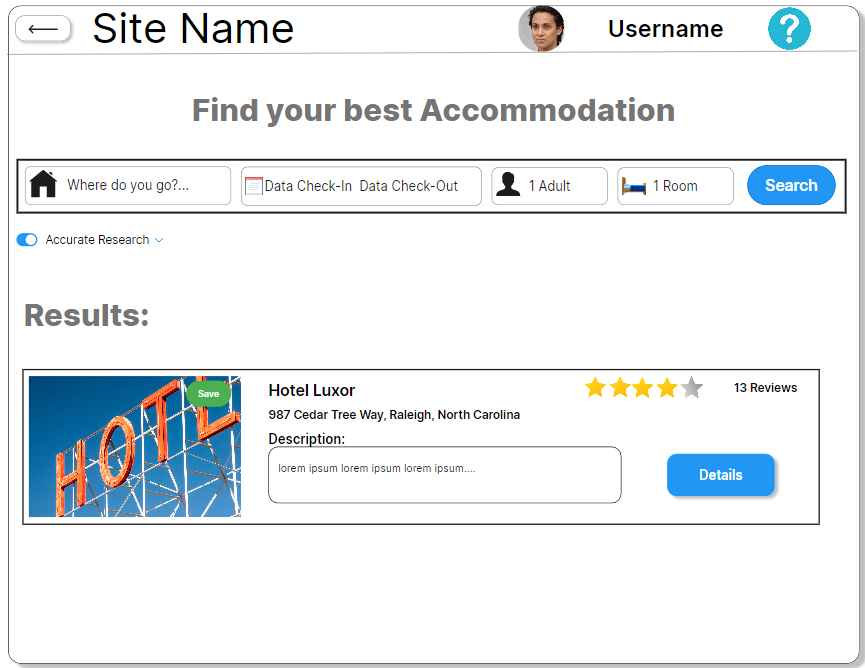 Site Name
Username
?
Find your best Accommodation
Where do you go?...
Data Check-In Data Check-Out
1 Adult
1 Room
Search
Accurate Research
Results:
HOTEL
Save
Hotel Luxor
13 Reviews
987 Cedar Tree Way, Raleigh, North Carolina
Description:
lorem ipsum lorem ipsum lorem ipsum....
Details